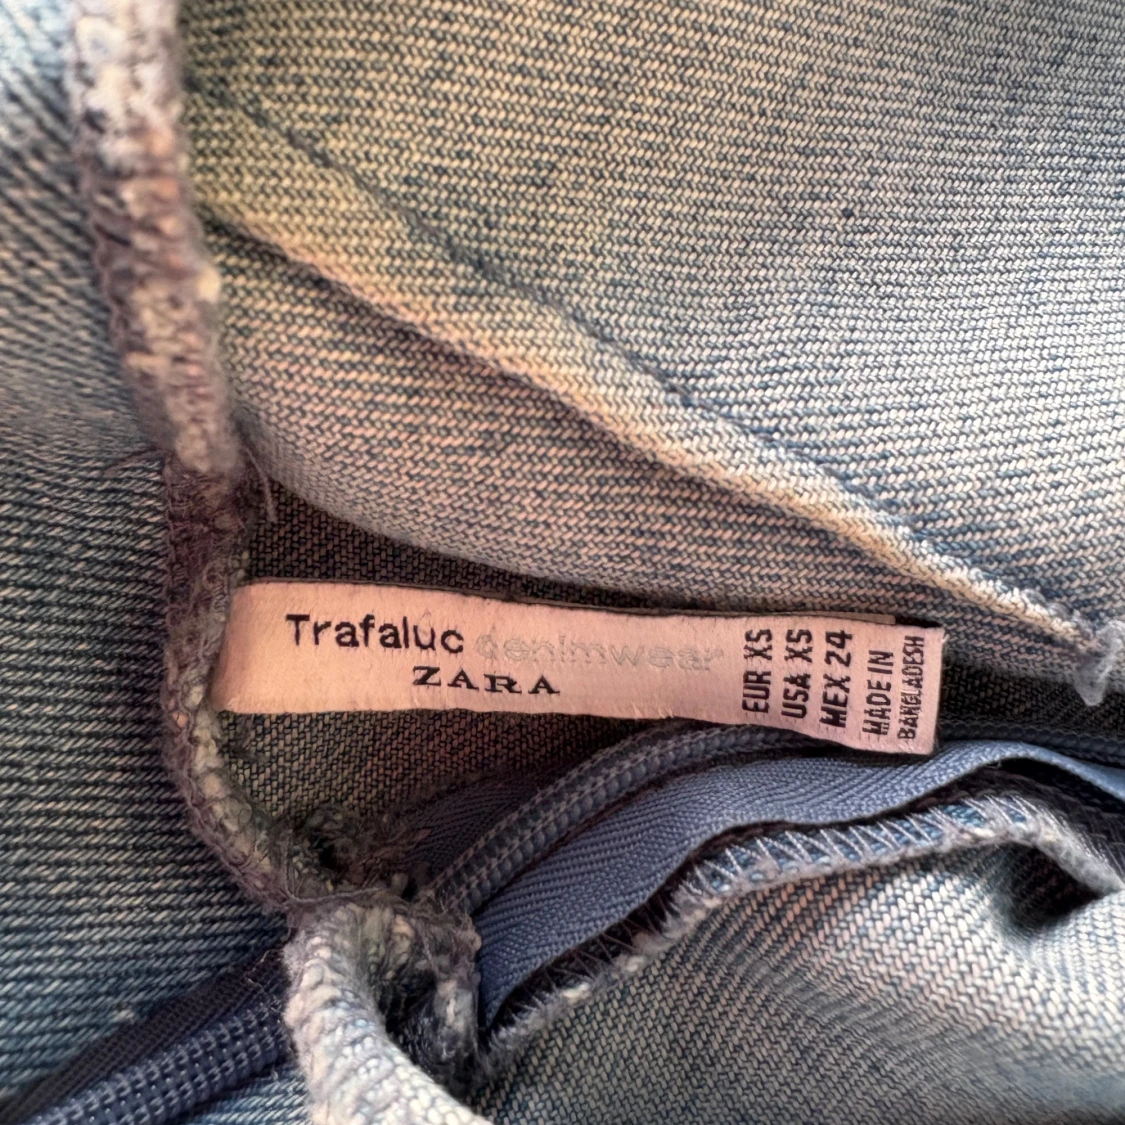 Trafaluc denimwear
ZARA
EUR XS
USA XS
MEX 24
MADE IN
BANGLADESH